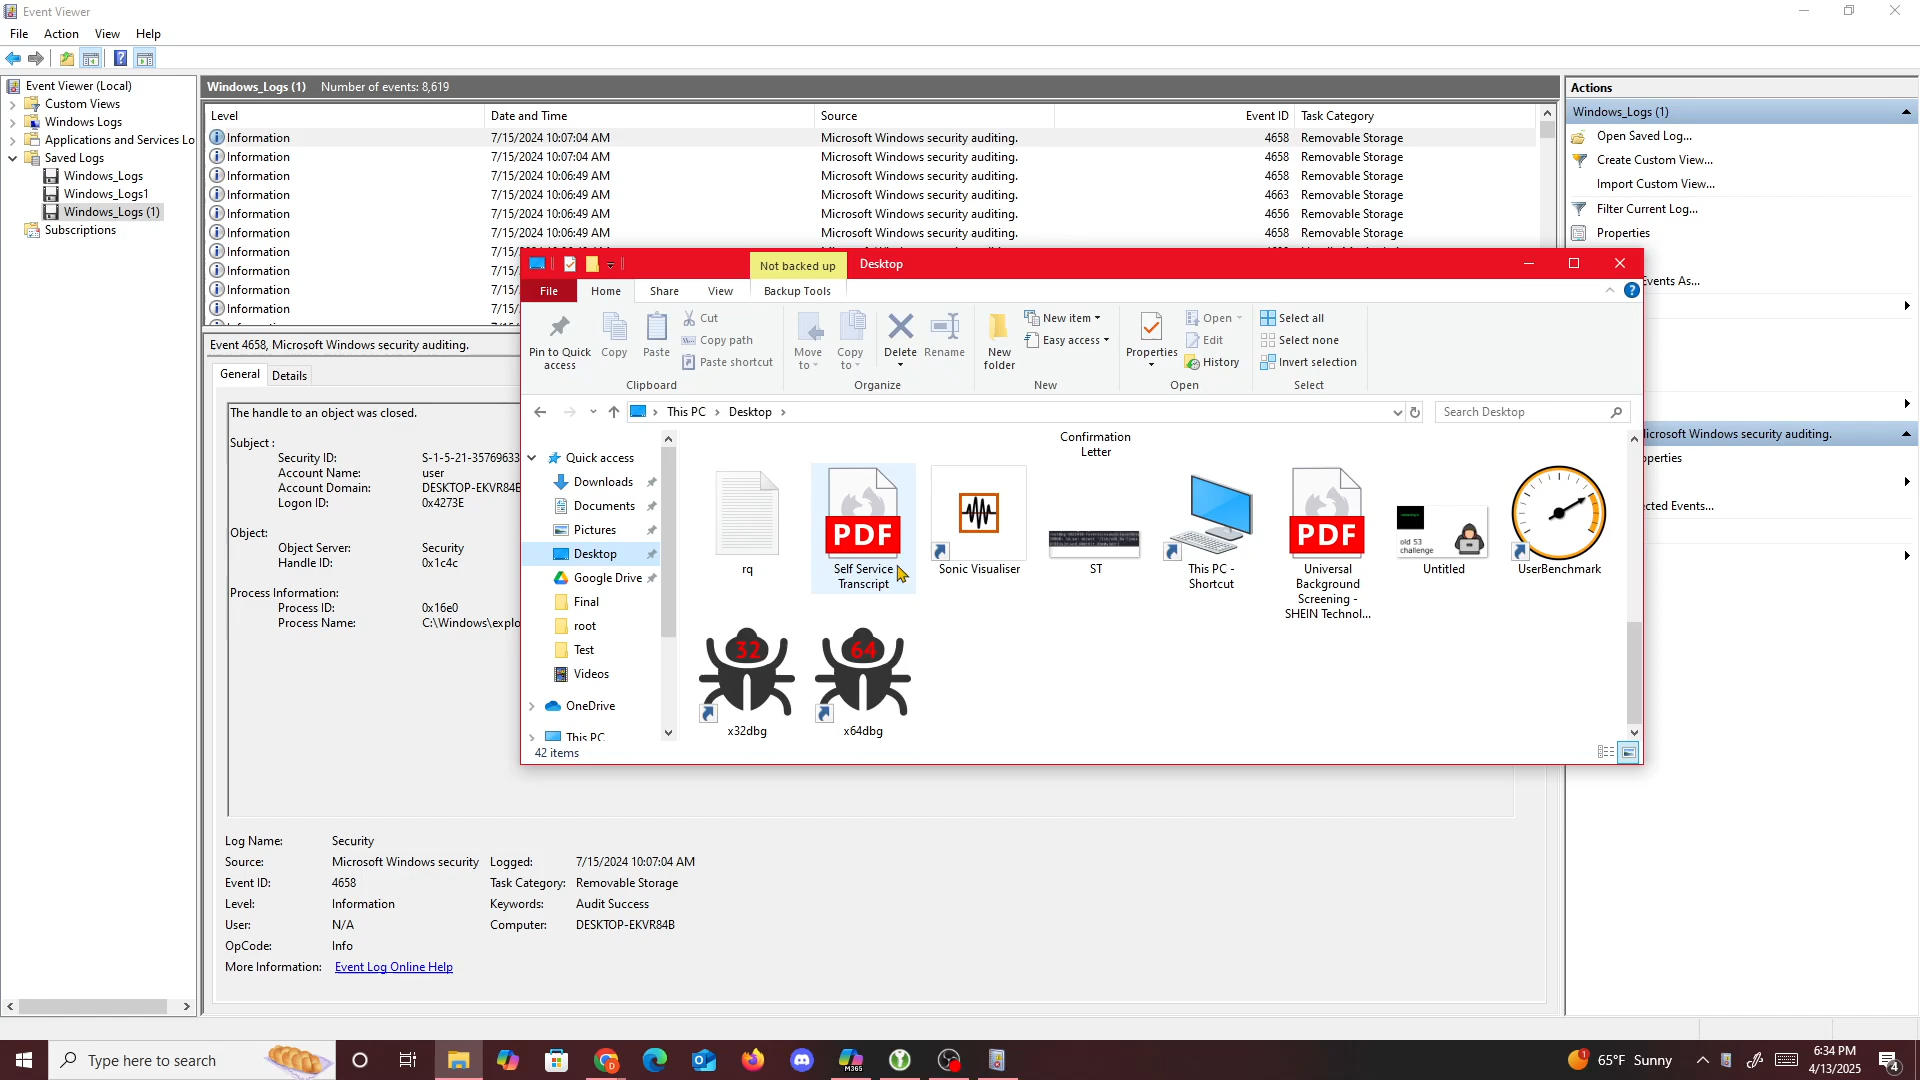 Event Viewer
File Action View Help
Event Viewer (Local)
Custom Views
Windows Logs
Applications and Services Lo
Saved Logs
Windows_Logs
Windows_Logs1
Windows_Logs (1)
Subscriptions
Windows_Logs (1) Number of events: 8,619
Level Date and Time Source Event ID Task Category
Information 7/15/2024 10:07:04 AM Microsoft Windows security auditing. 4658 Removable Storage
Information 7/15/2024 10:07:04 AM Microsoft Windows security auditing. 4658 Removable Storage
Information 7/15/2024 10:06:49 AM Microsoft Windows security auditing. 4658 Removable Storage
Information 7/15/2024 10:06:49 AM Microsoft Windows security auditing. 4663 Removable Storage
Information 7/15/2024 10:06:49 AM Microsoft Windows security auditing. 4656 Removable Storage
Information 7/15/2024 10:06:49 AM Microsoft Windows security auditing. 4658 Removable Storage
Information 7/15/
Information 7/15/
Information 7/15/
Information 7/15/
Event 4658, Microsoft Windows security auditing.
General Details
The handle to an object was closed.
Subject :
Security ID: S-1-5-21-35769633
Account Name: user
Account Domain: DESKTOP-EKVR84B
Logon ID: 0x4273E
Object:
Object Server: Security
Handle ID: 0x1c4c
Process Information:
Process ID: 0x16e0
Process Name: C:\Windows\explo
Log Name: Security
Source: Microsoft Windows security Logged: 7/15/2024 10:07:04 AM
Event ID: 4658 Task Category: Removable Storage
Level: Information Keywords: Audit Success
User: N/A Computer: DESKTOP-EKVR84B
OpCode: Info
More Information: Event Log Online Help
Actions
Windows_Logs (1)
Open Saved Log...
Create Custom View...
Import Custom View...
Filter Current Log...
Properties
Events As...
Microsoft Windows security auditing.
operties
cted Events...
Not backed up Desktop
File Home Share View Backup Tools
Pin to Quick access
Copy
Paste
Cut
Copy path
Paste shortcut
Clipboard
Move to
Copy to
Delete
Rename
Organize
New folder
New item
Easy access
New
Properties
Open
Edit
History
Open
Select all
Select none
Invert selection
Select
This PC Desktop
Search Desktop
Quick access
Downloads
Documents
Pictures
Desktop
Google Drive
Final
root
Test
Videos
OneDrive
This PC
Confirmation
Letter
rq
PDF
Self Service
Transcript
Sonic Visualiser
ST
This PC -
Shortcut
PDF
Universal
Background
Screening -
SHEIN Technol...
old 53
challenge
Untitled
UserBenchmark
32
x32dbg
64
x64dbg
42 items
Type here to search
M365
1
65°F Sunny
6:34 PM
4/13/2025
4